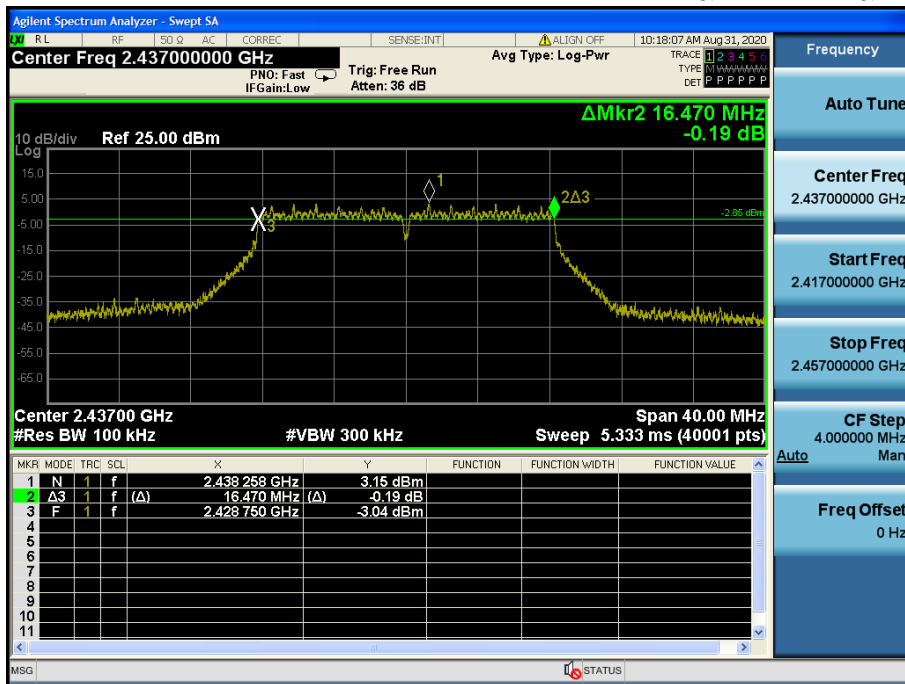 Agilent Spectrum Analyzer - Swept SA
LXI RL RF 50 Ω AC CORREC SENSE:INT ALIGN OFF 10:18:07 AM Aug 31, 2020
Center Freq 2.437000000 GHz
PNO: Fast
IFGain:Low
Trig: Free Run
Atten: 36 dB
Avg Type: Log-Pwr
TRACE 1 2 3 4 5 6
TYPE M WWWWW
DET P P P P P P
ΔMkr2 16.470 MHz
-0.19 dB
10 dB/div Ref 25.00 dBm
Log
15.0
5.00
-5.00
-15.0
-25.0
-35.0
-45.0
-55.0
-65.0
1
2Δ3
3
-2.85 dBm
Center 2.43700 GHz Span 40.00 MHz
#Res BW 100 kHz #VBW 300 kHz Sweep 5.333 ms (40001 pts)
MKR MODE TRC SCL X Y FUNCTION FUNCTION WIDTH FUNCTION VALUE
1 N 1 f 2.438 258 GHz 3.15 dBm
2 Δ3 1 f (Δ) 16.470 MHz (Δ) -0.19 dB
3 F 1 f 2.428 750 GHz -3.04 dBm
4
5
6
7
8
9
10
11
MSG STATUS
Frequency
Auto Tune
Center Freq
2.437000000 GHz
Start Freq
2.417000000 GHz
Stop Freq
2.457000000 GHz
CF Step
4.000000 MHz
Auto Man
Freq Offset
0 Hz